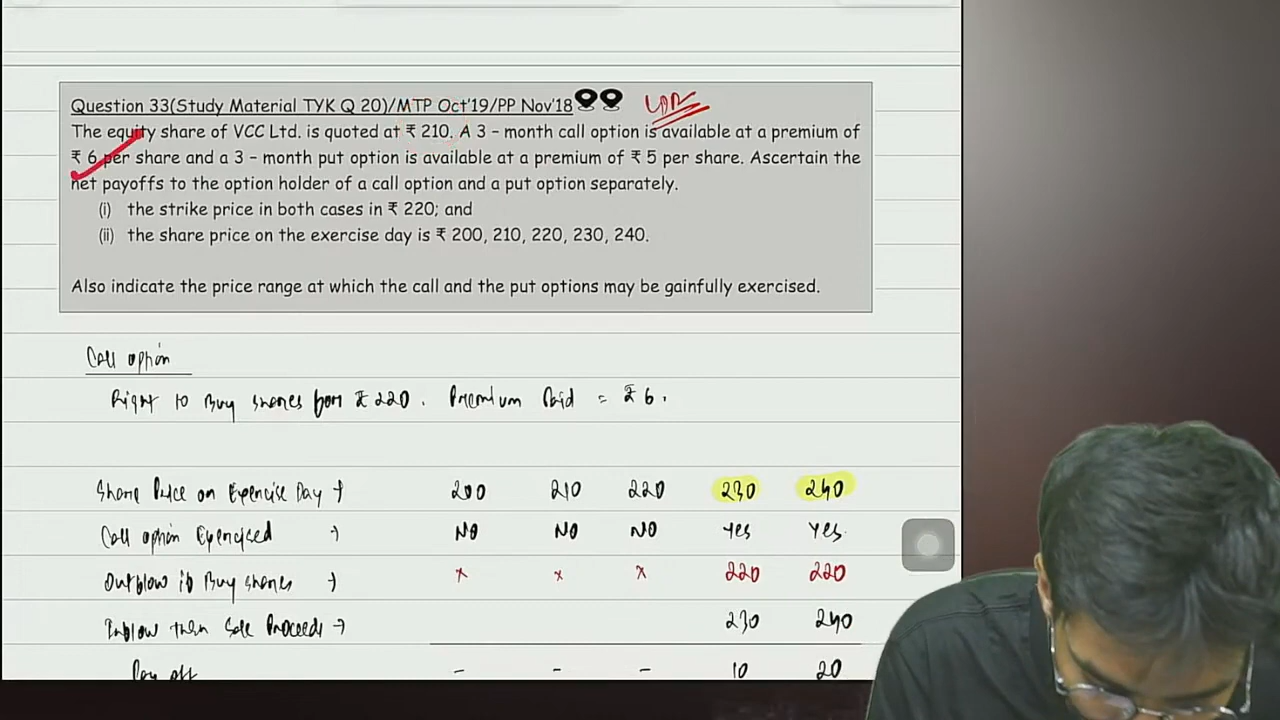 Question 33(Study Material TYK Q 20)/MTP Oct'19/PP Nov'18
The equity share of VCC Ltd. is quoted at ₹ 210. A 3 – month call option is available at a premium of
₹ 6 per share and a 3 – month put option is available at a premium of ₹ 5 per share. Ascertain the
net payoffs to the option holder of a call option and a put option separately.
(i) the strike price in both cases in ₹ 220; and
(ii) the share price on the exercise day is ₹ 200, 210, 220, 230, 240.
Also indicate the price range at which the call and the put options may be gainfully exercised.
Call option
Right to Buy shares for ₹ 220. Premium Paid = ₹ 6.
Share Price on Exercise Day → 200 210 220 230 240
Call option Exercised → NO NO NO Yes Yes.
Outflow to Buy shares → x x x 220 220
Inflow then Sale Proceeds → 230 240
Pay off - - - 10 20